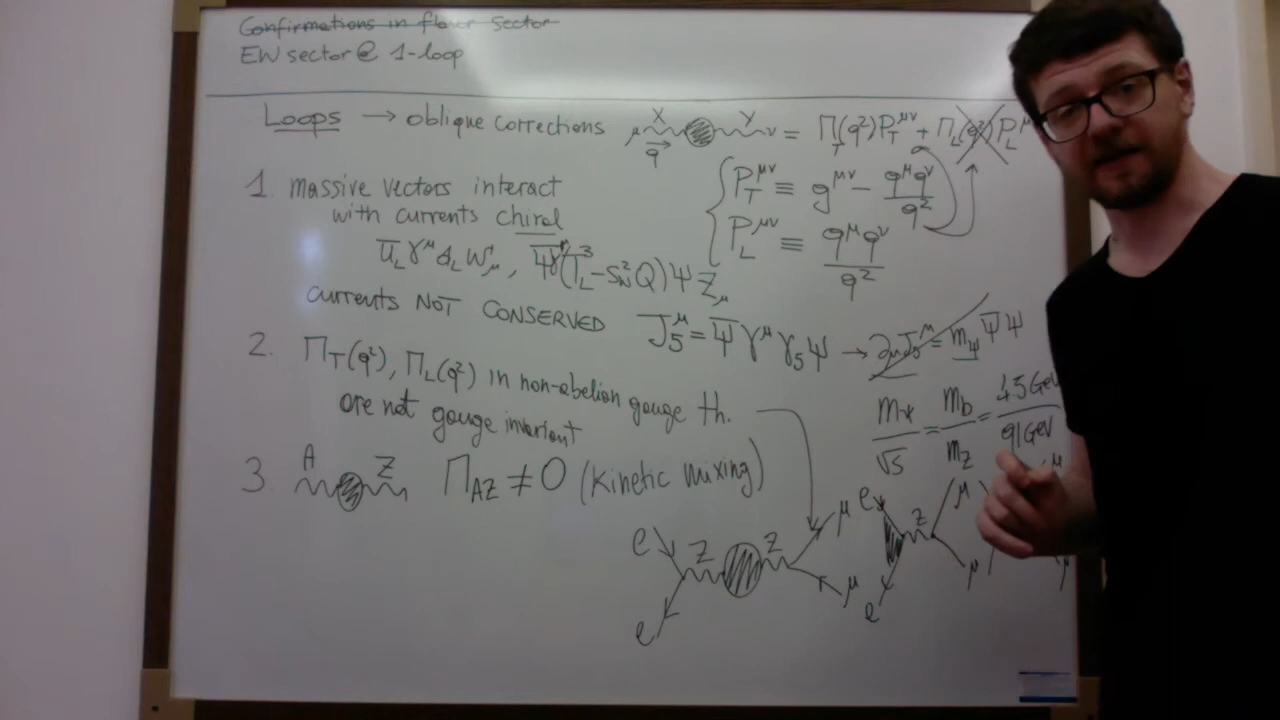 Confirmations in flavor sector
EW sector @ 1-loop
Loops → oblique corrections μ X Y ν = Π_T(q²)P_T^{μν} + Π_L(q²)P_L^μ
q
1. massive vectors interact
with currents chiral
P_T^{μν} ≡ g^{μν} − q^μq^ν/q²
P_L^{μν} ≡ q^μq^ν/q²
ū_L γ^μ d_L W_μ^+, Ψ̄γ^μ(T_L^3 − s_W^2 Q)Ψ Z_μ
currents NOT CONSERVED J_5^μ = Ψ̄γ^μγ_5Ψ → ∂_μJ_5^μ = m_ψ Ψ̄Ψ
2. Π_T(q²), Π_L(q²) in non-abelian gauge th.
are not gauge invariant
m_*/√s = m_b/m_Z = 4.5 GeV/91 GeV
3. A Z Π_AZ ≠ 0 (kinetic mixing)
e Z Z μ
e μ
e Z μ
e μ
μ
μ